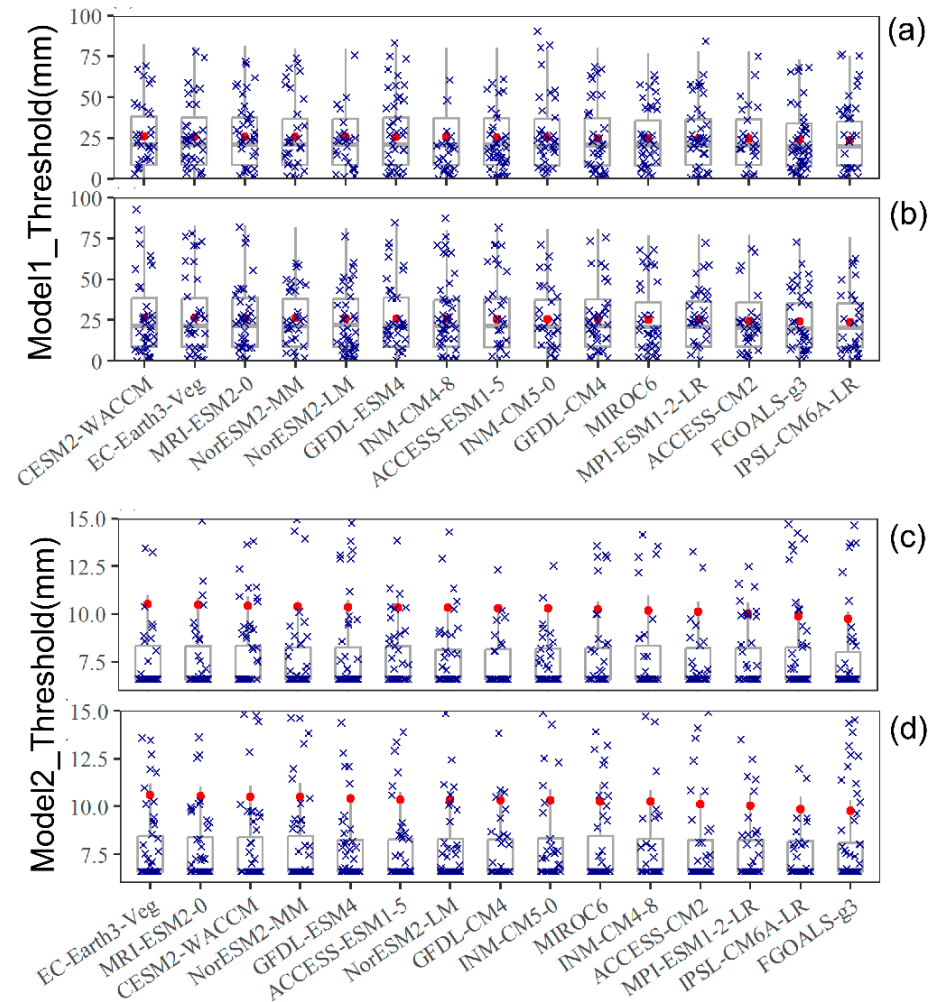 Model1_Threshold(mm)
100
75
50
25
0
(a)
100
75
50
25
0
(b)
CESM2-WACCM
EC-Earth3-Veg
MRI-ESM2-0
NorESM2-MM
NorESM2-LM
GFDL-ESM4
INM-CM4-8
ACCESS-ESM1-5
INM-CM5-0
GFDL-CM4
MIROC6
MPI-ESM1-2-LR
ACCESS-CM2
FGOALS-g3
IPSL-CM6A-LR
Model2_Threshold(mm)
15.0
12.5
10.0
7.5
(c)
15.0
12.5
10.0
7.5
(d)
EC-Earth3-Veg
MRI-ESM2-0
CESM2-WACCM
NorESM2-MM
GFDL-ESM4
ACCESS-ESM1-5
NorESM2-LM
GFDL-CM4
INM-CM5-0
MIROC6
INM-CM4-8
ACCESS-CM2
MPI-ESM1-2-LR
IPSL-CM6A-LR
FGOALS-g3